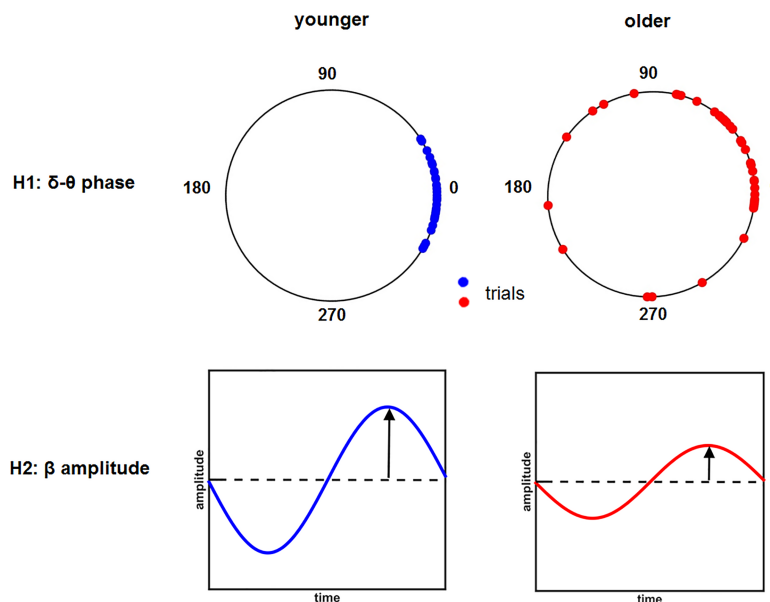 younger
older
90
90
H1: δ-θ phase
180
0
180
trials
270
270
H2: β amplitude
amplitude
amplitude
time
time